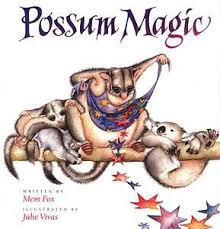 Possum Magic
WRITTEN BY
Mem Fox
ILLUSTRATED BY
Julie Vivas